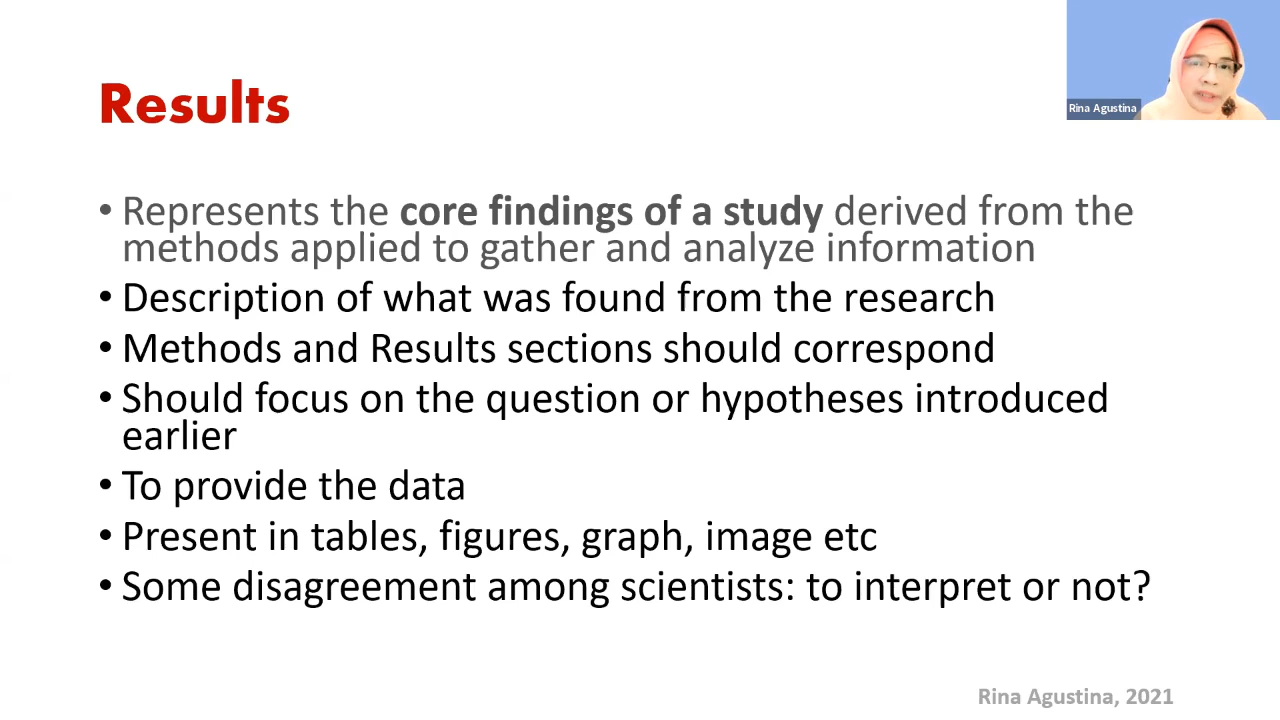 Results
Rina Agustina
• Represents the core findings of a study derived from the
methods applied to gather and analyze information
• Description of what was found from the research
• Methods and Results sections should correspond
• Should focus on the question or hypotheses introduced
earlier
• To provide the data
• Present in tables, figures, graph, image etc
• Some disagreement among scientists: to interpret or not?
Rina Agustina, 2021